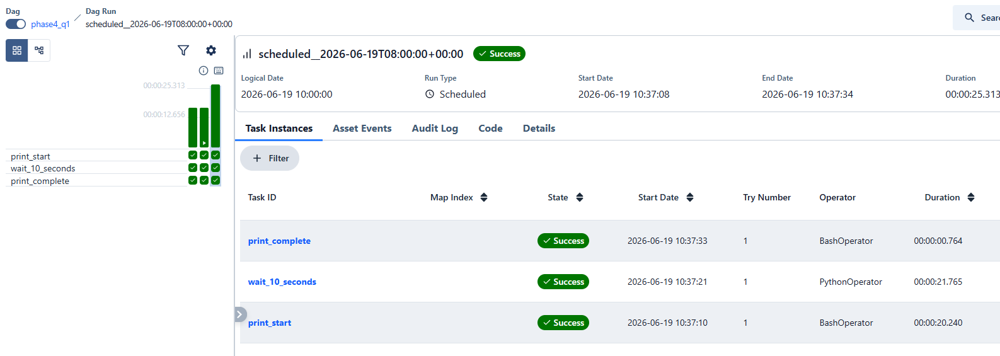 Dag
Dag Run
phase4_q1
scheduled__2026-06-19T08:00:00+00:00
Sear
scheduled__2026-06-19T08:00:00+00:00
Success
Logical Date
Run Type
Start Date
End Date
Duration
2026-06-19 10:00:00
Scheduled
2026-06-19 10:37:08
2026-06-19 10:37:34
00:00:25.313
00:00:25.313
00:00:12.656
print_start
wait_10_seconds
print_complete
Task Instances
Asset Events
Audit Log
Code
Details
Filter
Task ID
Map Index
State
Start Date
Try Number
Operator
Duration
print_complete
Success
2026-06-19 10:37:33
1
BashOperator
00:00:00.764
wait_10_seconds
Success
2026-06-19 10:37:21
1
PythonOperator
00:00:21.765
print_start
Success
2026-06-19 10:37:10
1
BashOperator
00:00:20.240